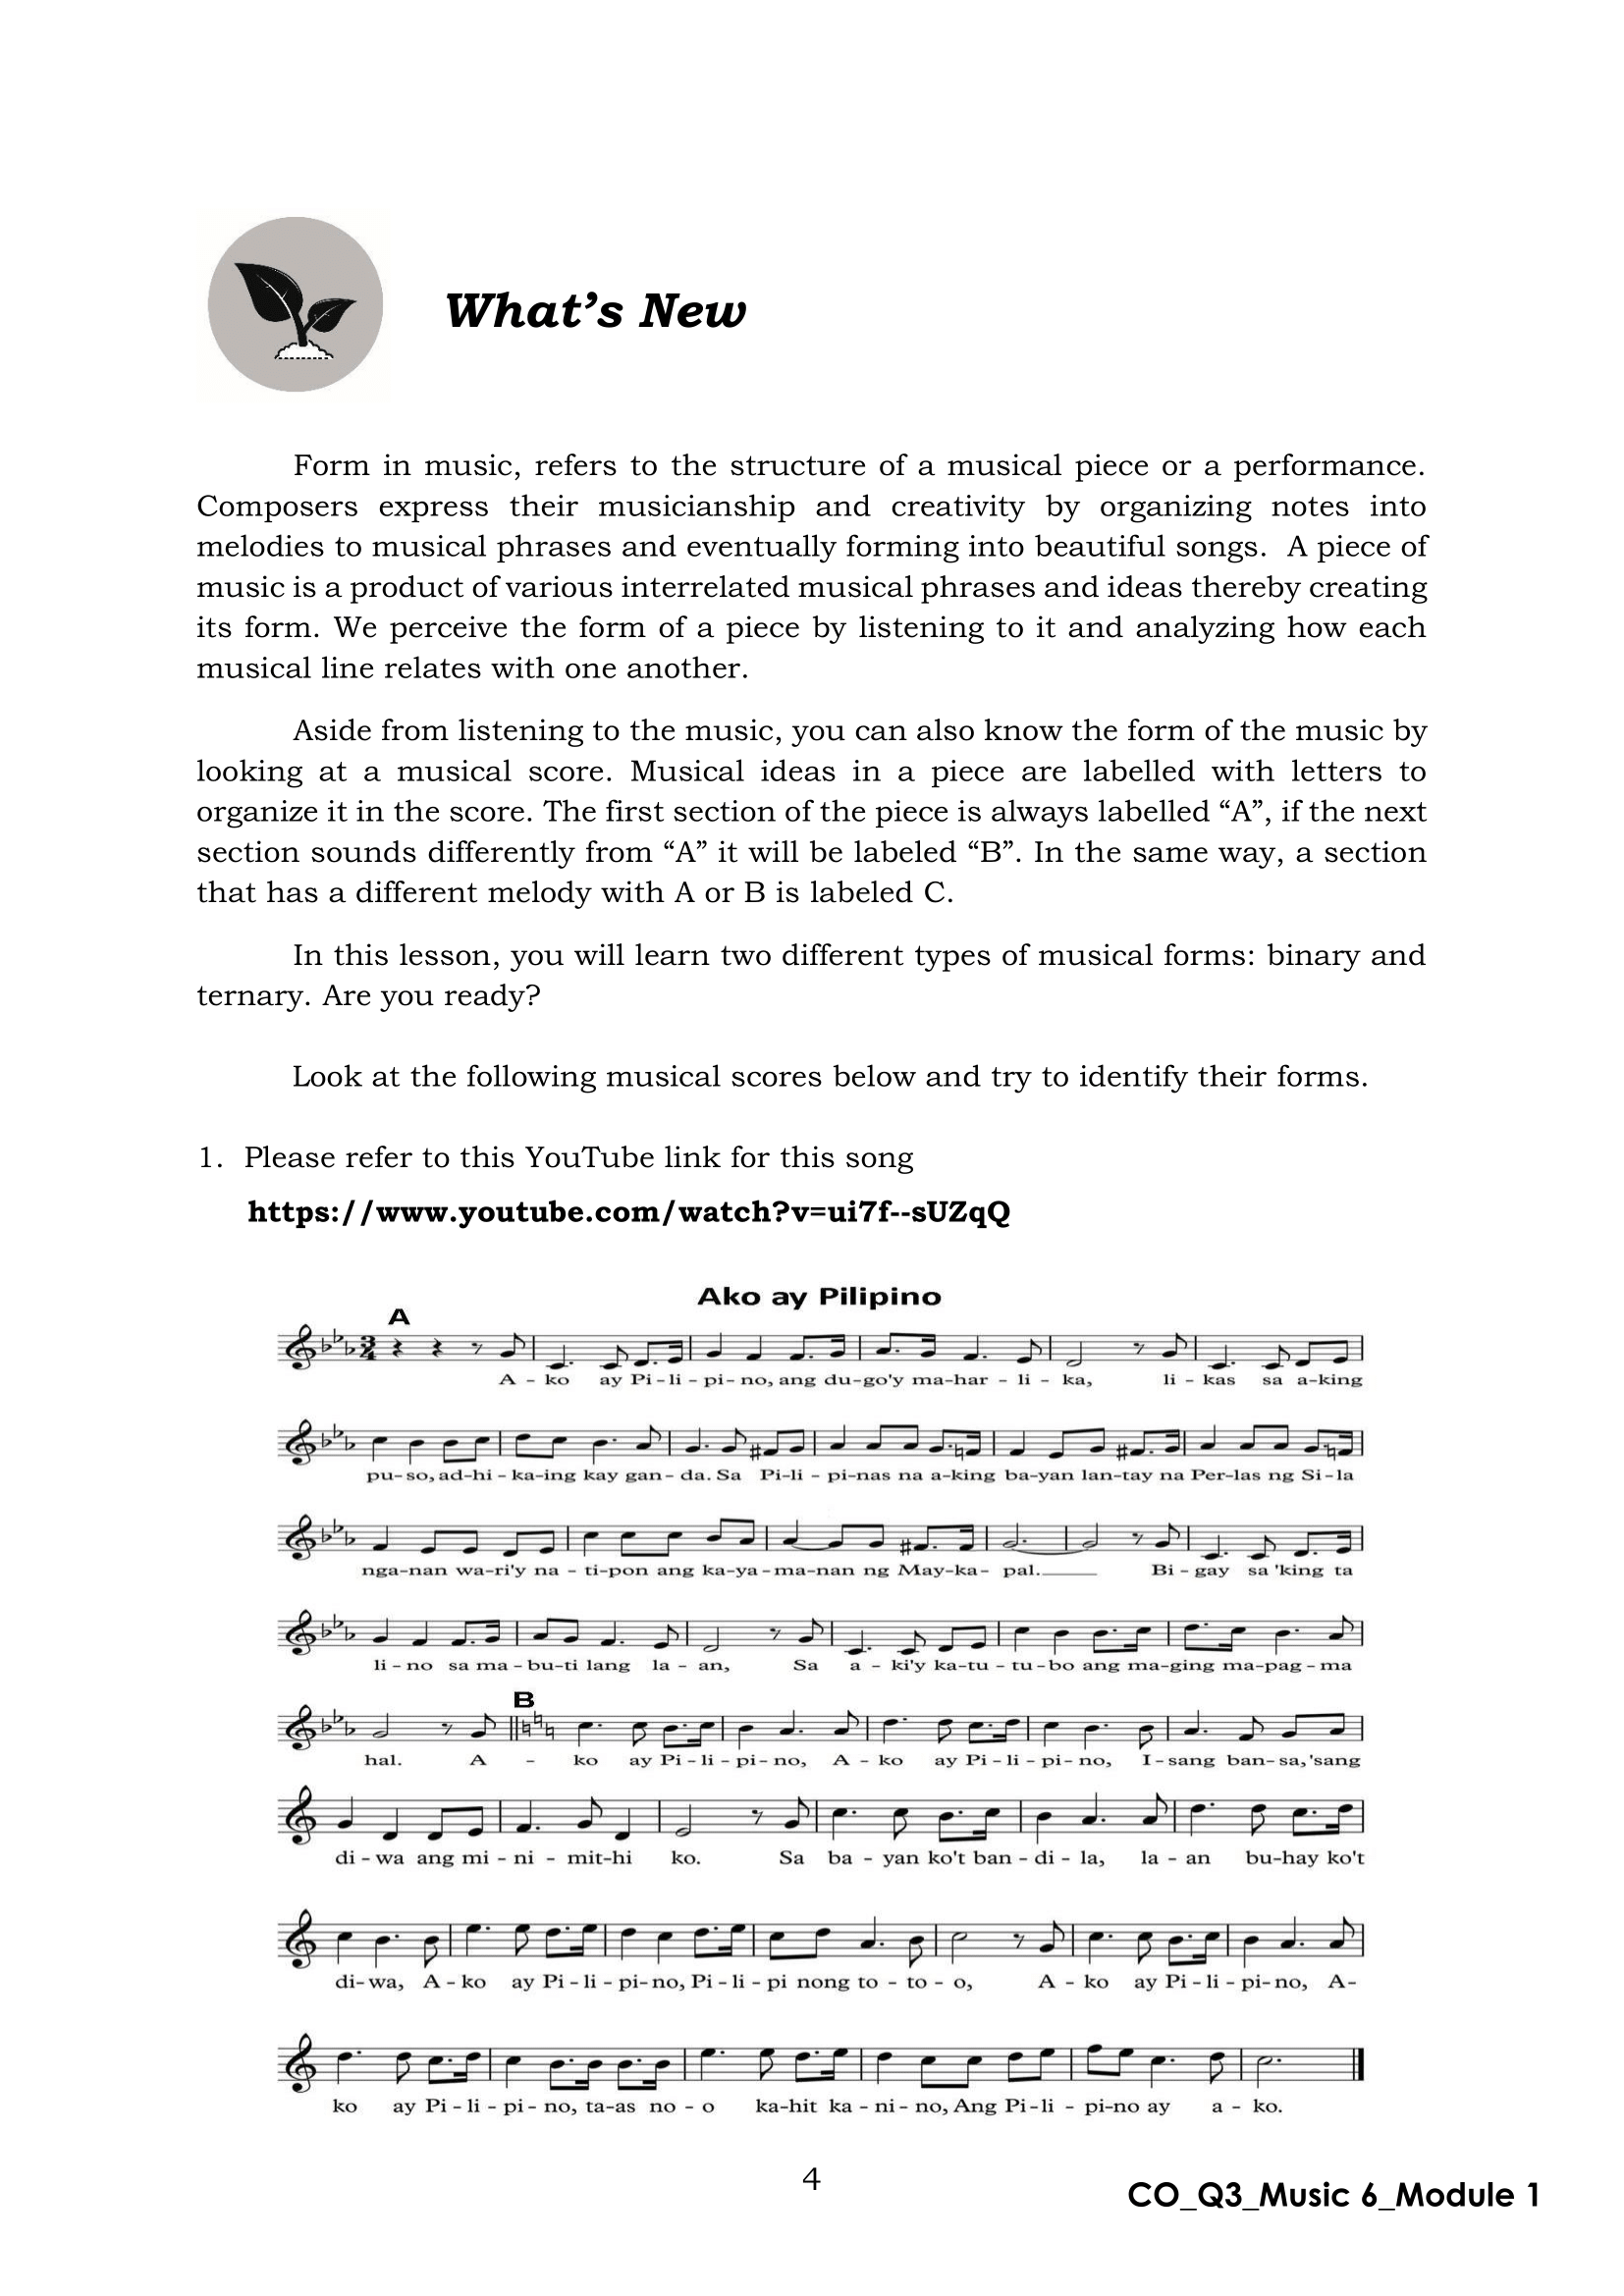 What’s New
Form in music, refers to the structure of a musical piece or a performance.
Composers express their musicianship and creativity by organizing notes into
melodies to musical phrases and eventually forming into beautiful songs. A piece of
music is a product of various interrelated musical phrases and ideas thereby creating
its form. We perceive the form of a piece by listening to it and analyzing how each
musical line relates with one another.
Aside from listening to the music, you can also know the form of the music by
looking at a musical score. Musical ideas in a piece are labelled with letters to
organize it in the score. The first section of the piece is always labelled “A”, if the next
section sounds differently from “A” it will be labeled “B”. In the same way, a section
that has a different melody with A or B is labeled C.
In this lesson, you will learn two different types of musical forms: binary and
ternary. Are you ready?
Look at the following musical scores below and try to identify their forms.
1. Please refer to this YouTube link for this song
https://www.youtube.com/watch?v=ui7f--sUZqQ
Ako ay Pilipino
A
3
4
A - ko ay Pi - li - pi - no, ang du - go'y ma - har - li - ka, li - kas sa a - king
pu - so, ad - hi - ka - ing kay gan - da. Sa Pi - li - pi - nas na a - king ba - yan lan - tay na Per - las ng Si - la
nga - nan wa - ri'y na - ti - pon ang ka - ya - ma - nan ng May - ka - pal. Bi - gay sa 'king ta
li - no sa ma - bu - ti lang la - an, Sa a - ki'y ka - tu - tu - bo ang ma - ging ma - pag - ma
B
hal. A - ko ay Pi - li - pi - no, A - ko ay Pi - li - pi - no, I - sang ban - sa, 'sang
di - wa ang mi - ni - mit - hi ko. Sa ba - yan ko't ban - di - la, la - an bu - hay ko't
di - wa, A - ko ay Pi - li - pi - no, Pi - li - pi nong to - to - o, A - ko ay Pi - li - pi - no, A -
ko ay Pi - li - pi - no, ta - as no - o ka - hit ka - ni - no, Ang Pi - li - pi - no ay a - ko.
4
CO_Q3_Music 6_Module 1